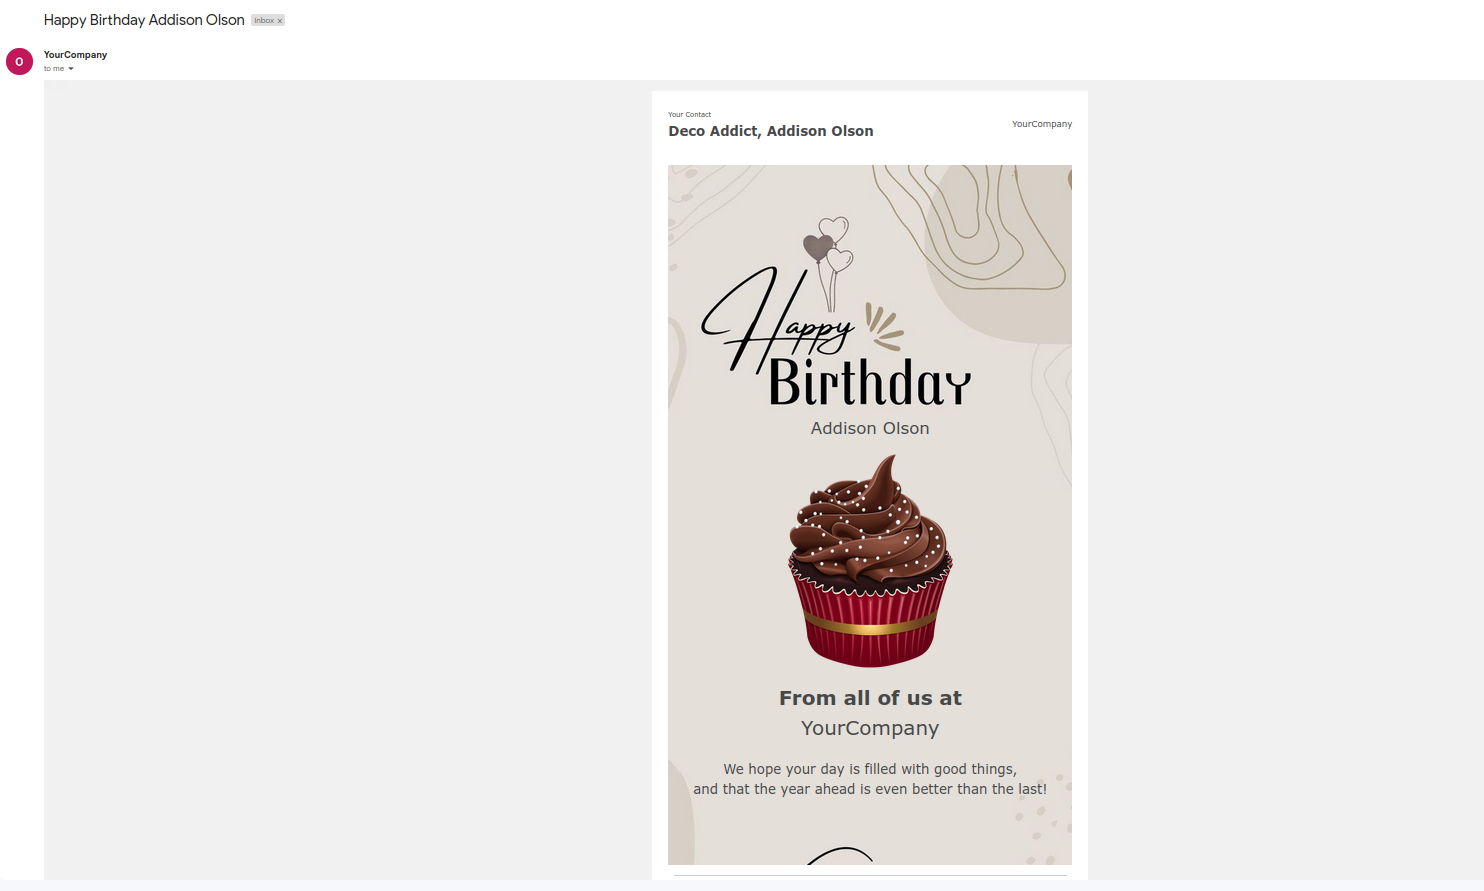 Happy Birthday Addison Olson Inbox x
O
YourCompany
to me
Your Contact
Deco Addict, Addison Olson
YourCompany
Happy
Birthday
Addison Olson
From all of us at
YourCompany
We hope your day is filled with good things,
and that the year ahead is even better than the last!